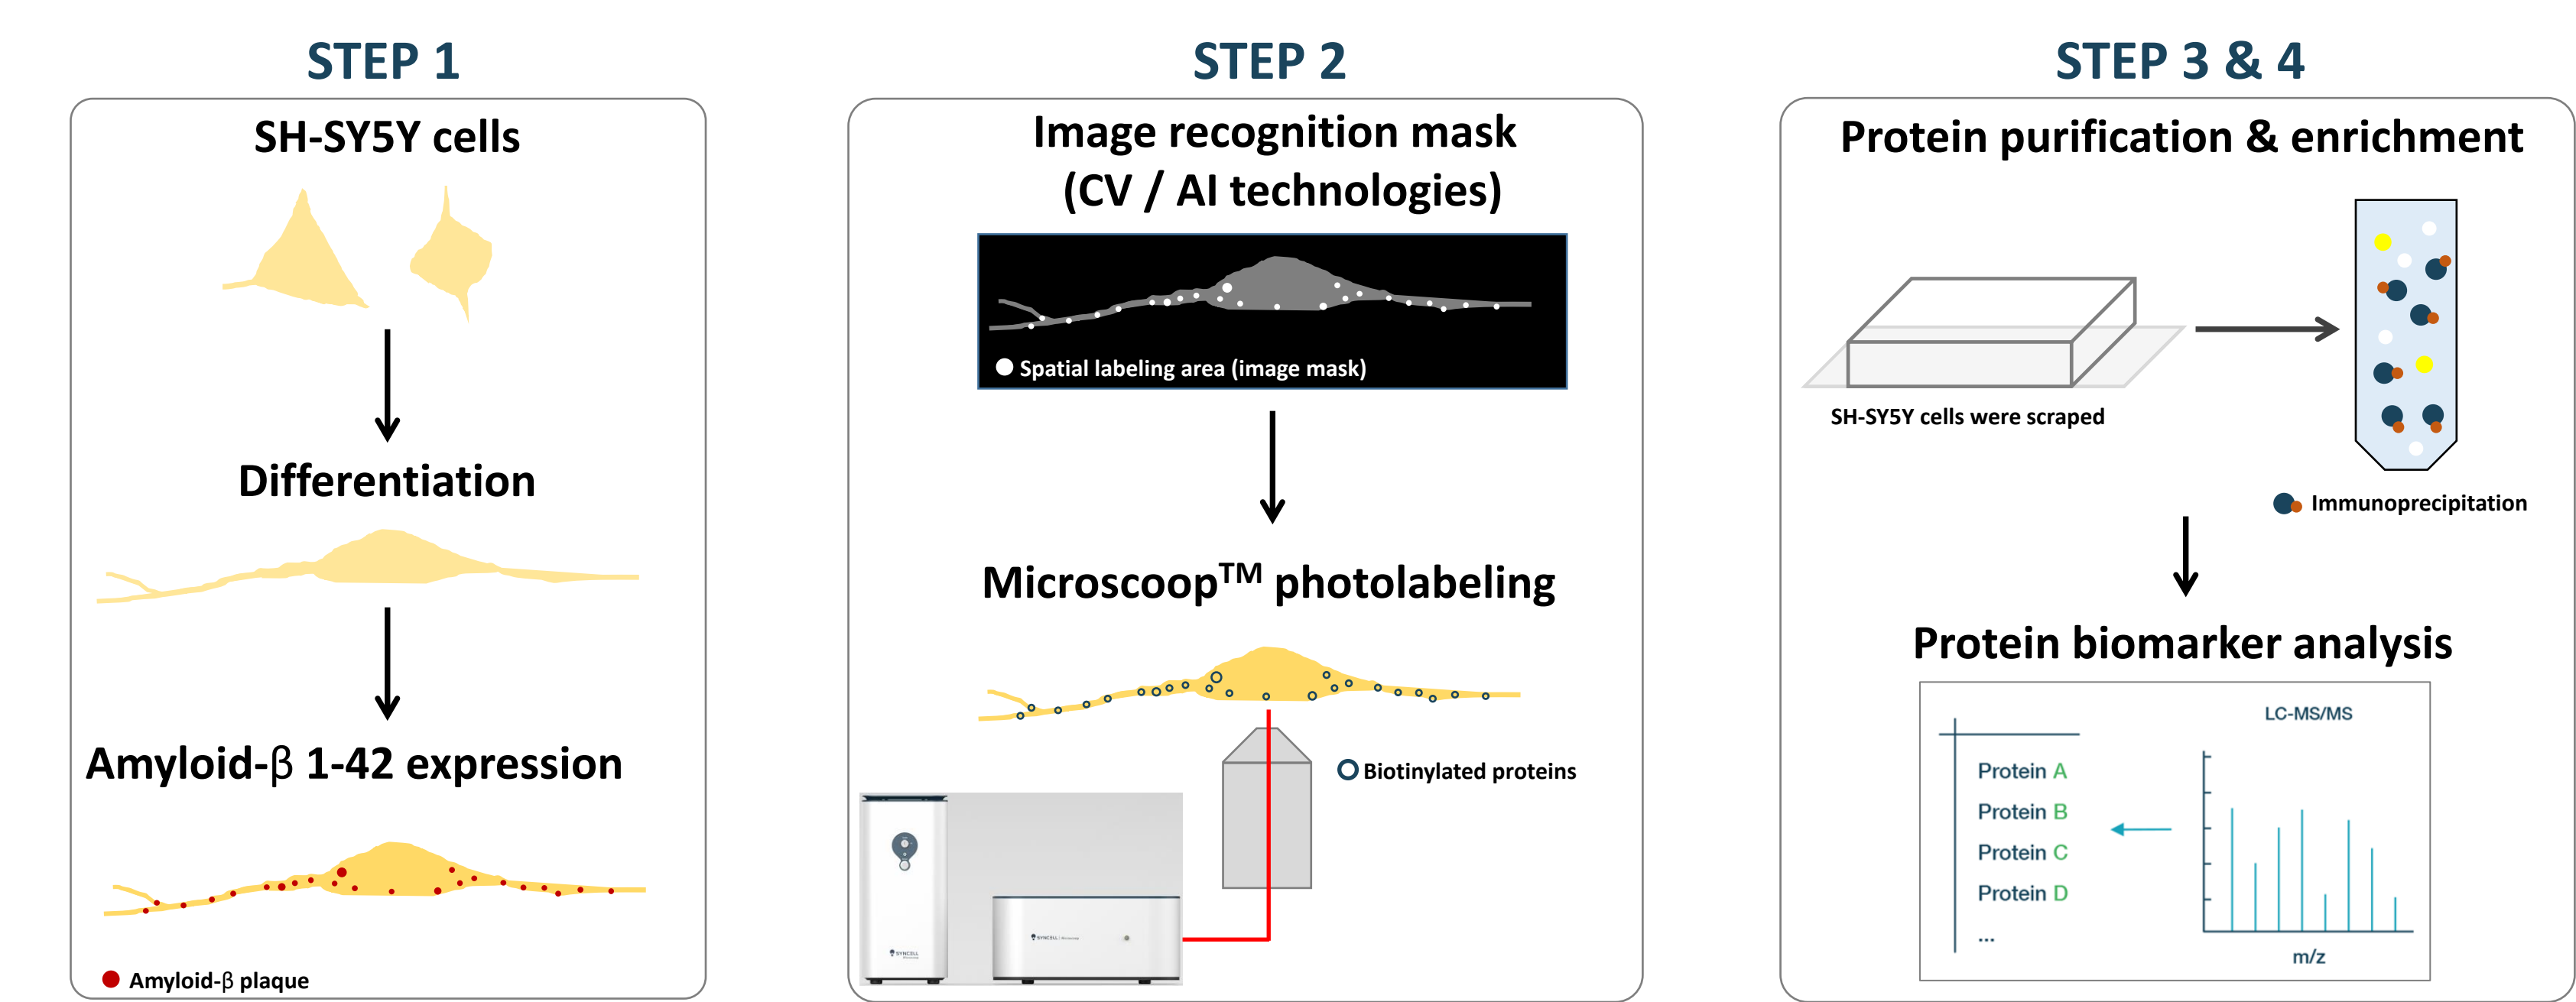 STEP 1
SH-SY5Y cells
Differentiation
Amyloid-β 1-42 expression
Amyloid-β plaque
STEP 2
Image recognition mask
(CV / AI technologies)
Spatial labeling area (image mask)
Microscoop™ photolabeling
Biotinylated proteins
SYNCELL
SYNCELL
STEP 3 & 4
Protein purification & enrichment
SH-SY5Y cells were scraped
Immunoprecipitation
Protein biomarker analysis
LC-MS/MS
Protein A
Protein B
Protein C
Protein D
...
m/z